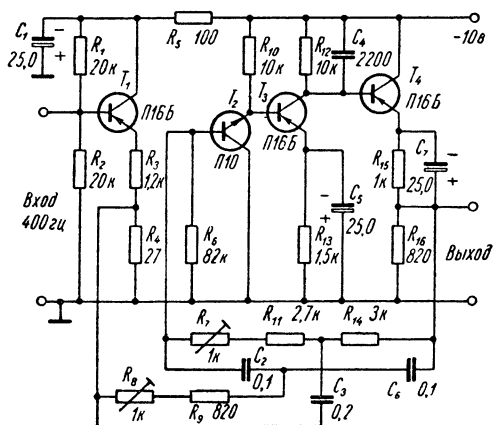 C₁ − + 25,0 R₁ 20к R₅ 100 R₁₀ 10к R₁₂ 10к C₄ 2200 − −10в
T₁ П16Б T₂ П10 T₃ П16Б T₄ П16Б
R₂ 20к R₃ 1,2к R₁₅ 1к C₇ − + 25,0
Вход 400гц
R₄ 27 R₆ 82к − + C₅ 25,0 R₁₃ 1,5к R₁₆ 820 Выход
R₇ 1к R₁₁ 2,7к R₁₄ 3к
C₂ 0,1 C₆ 0,1
R₈ 1к R₉ 820 C₃ 0,2